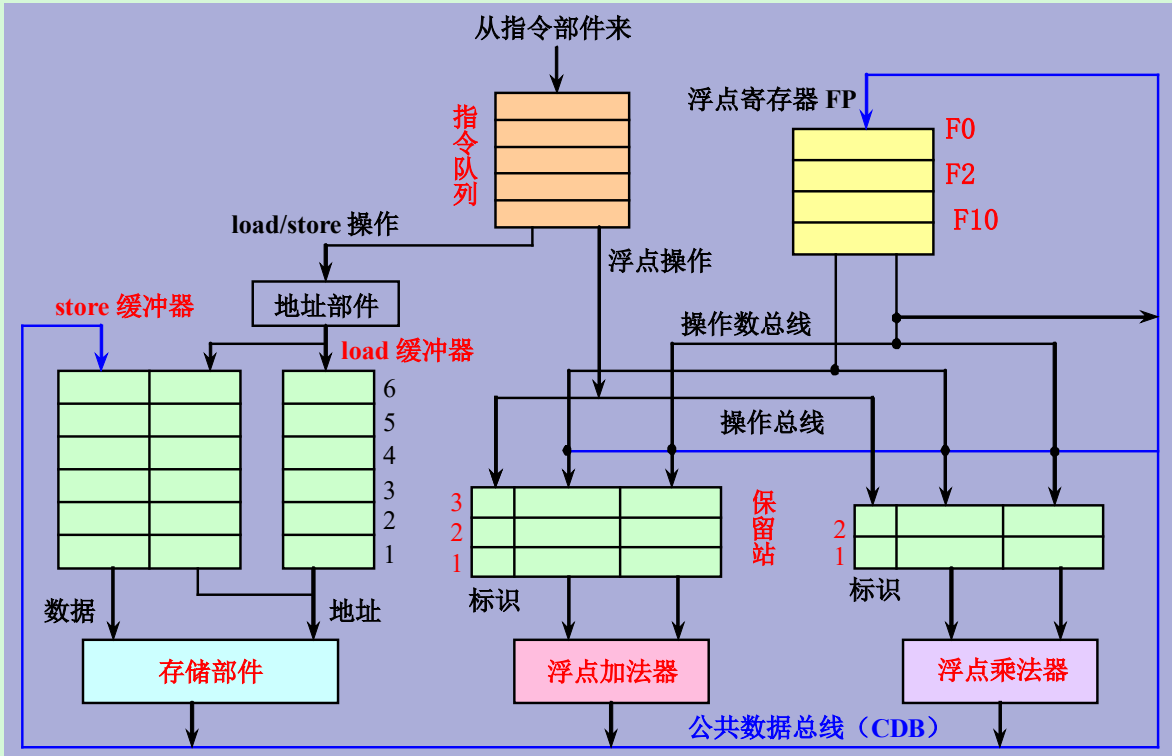 从指令部件来
指令队列
浮点寄存器 FP
F0
F2
F10
load/store 操作
浮点操作
地址部件
store 缓冲器
load 缓冲器
操作数总线
操作总线
6
5
4
3
2
1
3
2
1
保留站
2
1
标识
标识
数据
地址
存储部件
浮点加法器
浮点乘法器
公共数据总线（CDB）